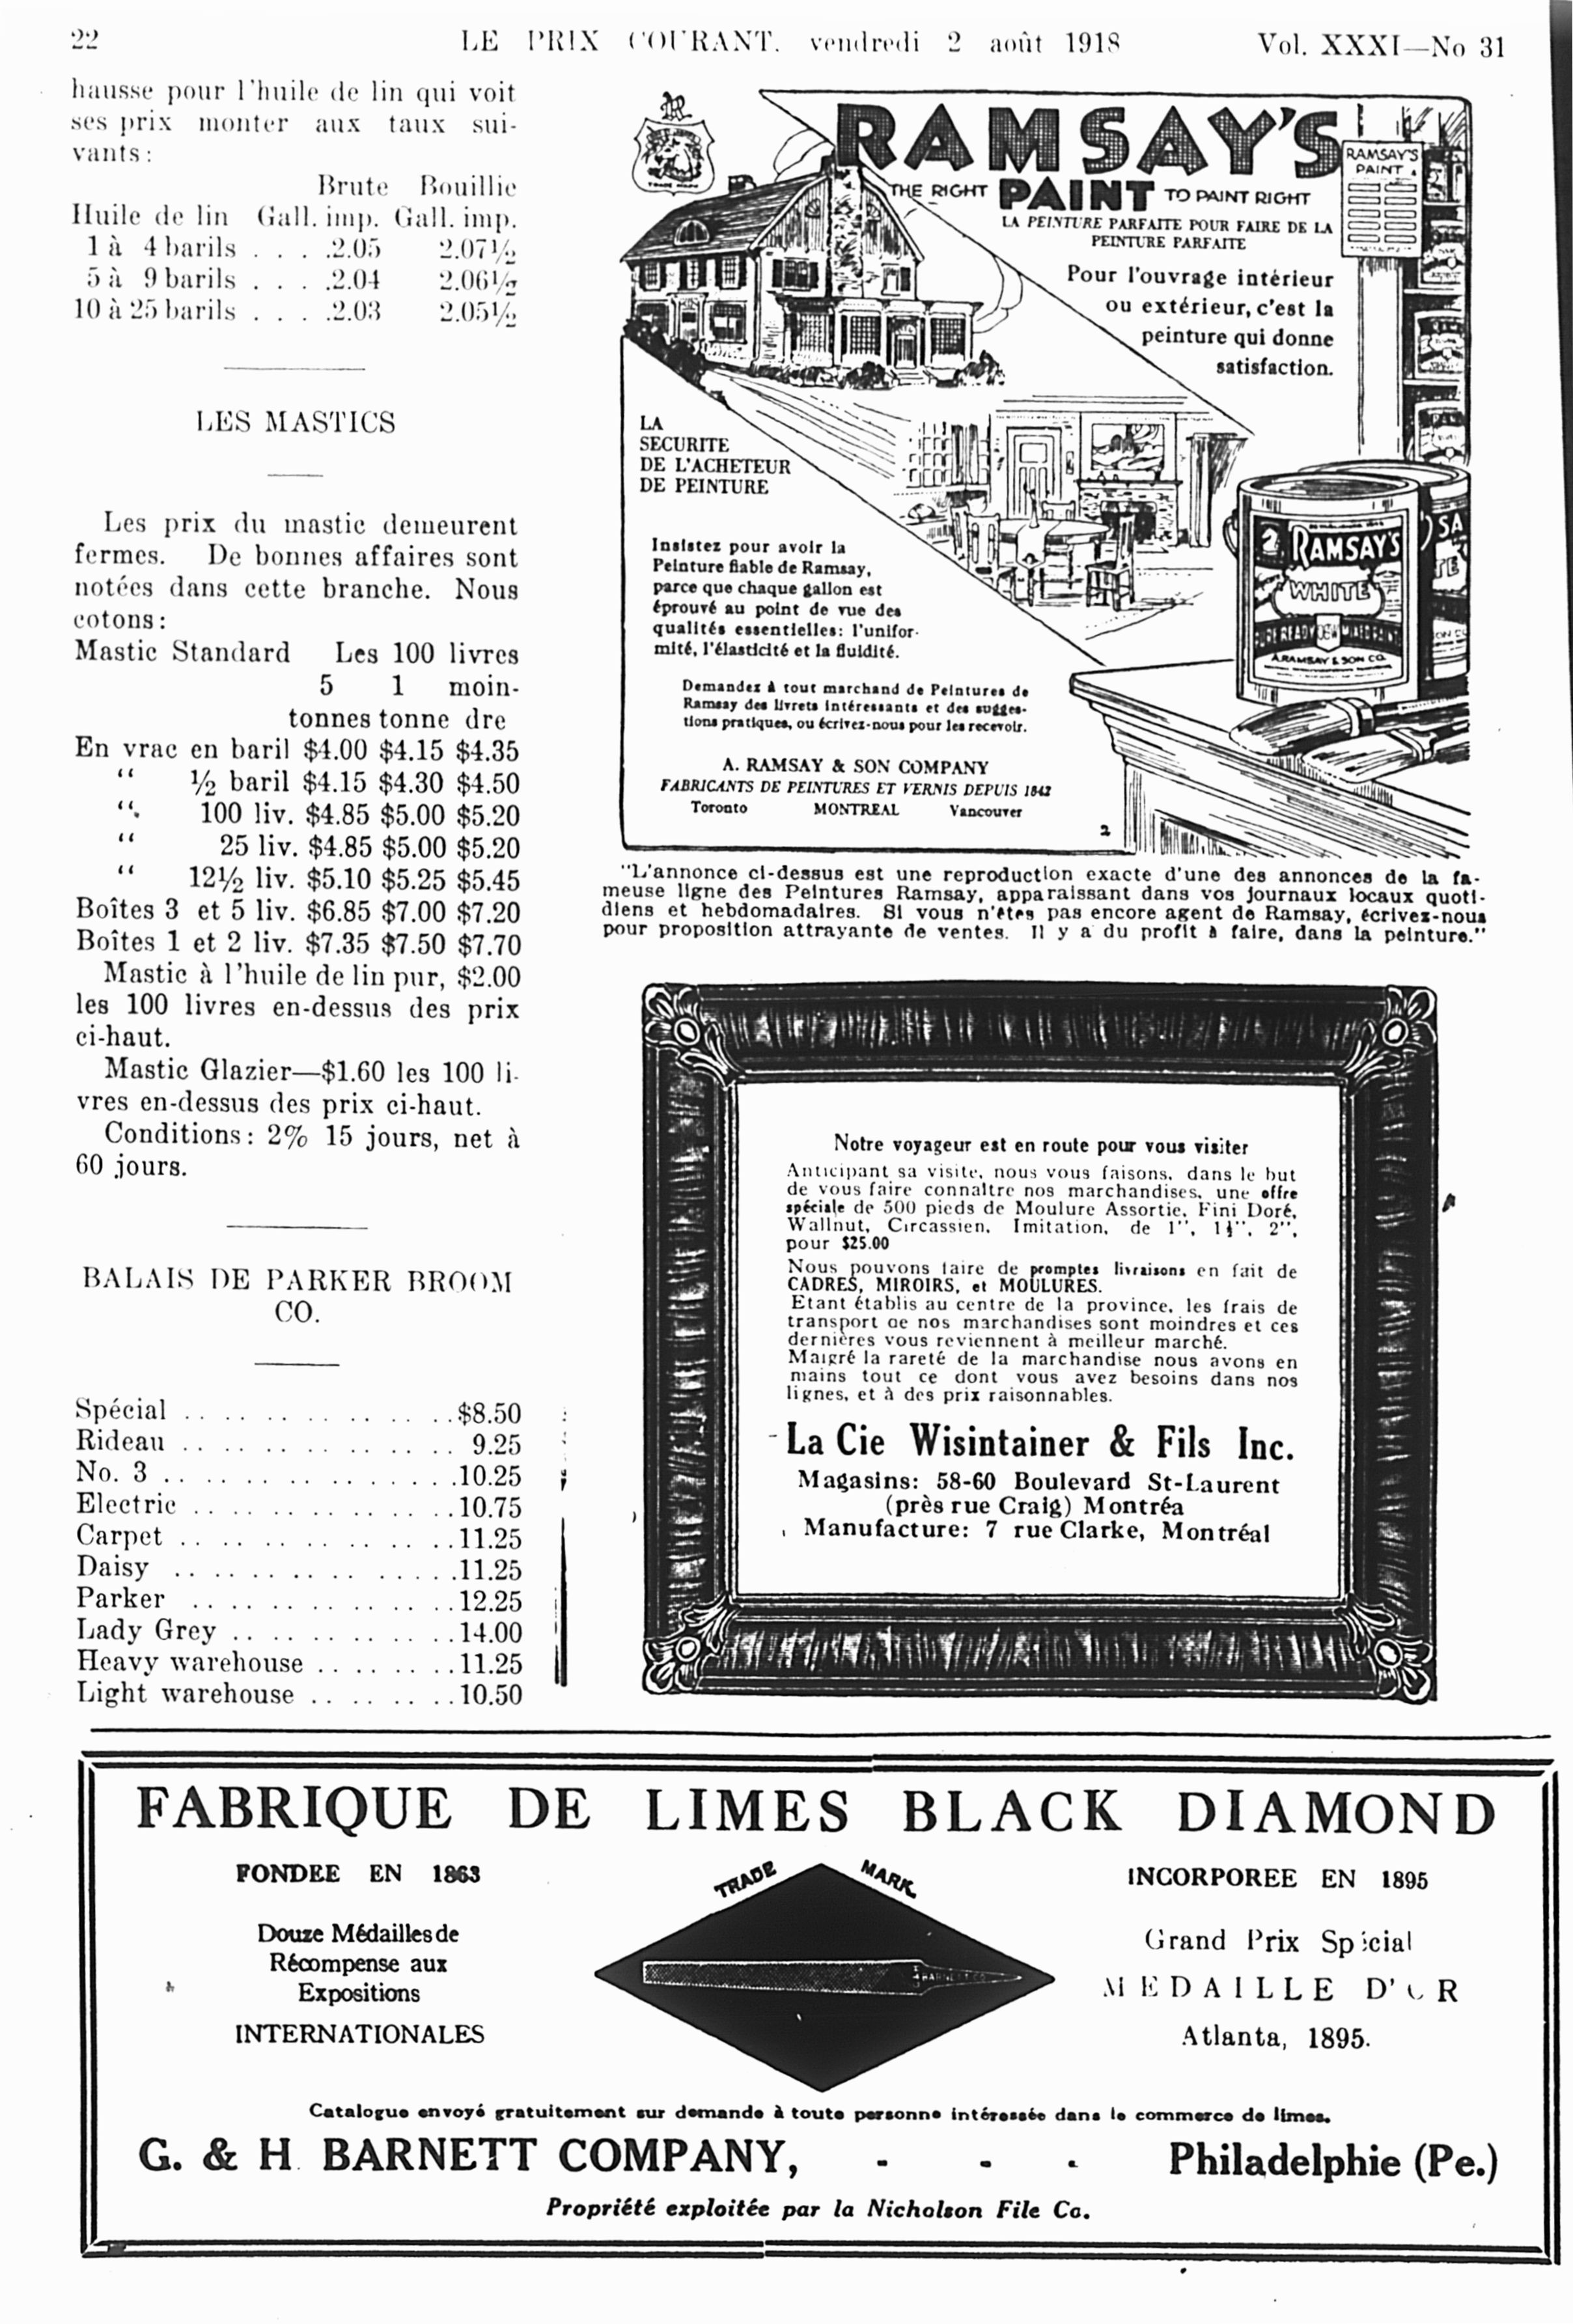 22
LE PRIX COURANT. vendredi 2 août 1918
Vol. XXXI—No 31
hausse pour l'huile de lin qui voit
ses prix monter aux taux sui-
vants:
Brute Bouillie
Huile de lin Gall. imp. Gall. imp.
1 à 4 barils . . . .2.05 2.07½
5 à 9 barils . . . .2.04 2.06½
10 à 25 barils . . . .2.03 2.05½
LES MASTICS
Les prix du mastic demeurent
fermes. De bonnes affaires sont
notées dans cette branche. Nous
cotons:
Mastic Standard Les 100 livres
5 1 moin-
tonnes tonne dre
En vrac en baril $4.00 $4.15 $4.35
“ ½ baril $4.15 $4.30 $4.50
“ 100 liv. $4.85 $5.00 $5.20
“ 25 liv. $4.85 $5.00 $5.20
“ 12½ liv. $5.10 $5.25 $5.45
Boîtes 3 et 5 liv. $6.85 $7.00 $7.20
Boîtes 1 et 2 liv. $7.35 $7.50 $7.70
Mastic à l'huile de lin pur, $2.00
les 100 livres en-dessus des prix
ci-haut.
Mastic Glazier—$1.60 les 100 li-
vres en-dessus des prix ci-haut.
Conditions: 2% 15 jours, net à
60 jours.
BALAIS DE PARKER BROOM
CO.
Spécial . . . . . . . . . . . . . .$8.50
Rideau . . . . . . . . . . . . . . 9.25
No. 3 . . . . . . . . . . . . . . .10.25
Electric . . . . . . . . . . . . . .10.75
Carpet . . . . . . . . . . . . . .11.25
Daisy . . . . . . . . . . . . . .11.25
Parker . . . . . . . . . . . . . .12.25
Lady Grey . . . . . . . . . . . .14.00
Heavy warehouse . . . . . . . .11.25
Light warehouse . . . . . . . .10.50
R
TRADE MARK
RAMSAY'S
THE RIGHT PAINT TO PAINT RIGHT
LA PEINTURE PARFAITE POUR FAIRE DE LA
PEINTURE PARFAITE
RAMSAY'S
PAINT
Pour l'ouvrage intérieur
ou extérieur, c'est la
peinture qui donne
satisfaction.
LA
SECURITE
DE L'ACHETEUR
DE PEINTURE
Insistez pour avoir la
Peinture fiable de Ramsay,
parce que chaque gallon est
éprouvé au point de vue des
qualités essentielles: l'unifor-
mité, l'élasticité et la fluidité.
Demandez à tout marchand de Peintures de
Ramsay des livrets intéressants et des sugges-
tions pratiques, ou écrivez-nous pour les recevoir.
A. RAMSAY & SON COMPANY
FABRICANTS DE PEINTURES ET VERNIS DEPUIS 1842
Toronto MONTREAL Vancouver
2
RAMSAY'S
WHITE
A. RAMSAY & SON CO.
"L'annonce ci-dessus est une reproduction exacte d'une des annonces de la fa-
meuse ligne des Peintures Ramsay, apparaissant dans vos journaux locaux quoti-
diens et hebdomadaires. Si vous n'êtes pas encore agent de Ramsay, écrivez-nous
pour proposition attrayante de ventes. Il y a du profit à faire, dans la peinture."
Notre voyageur est en route pour vous visiter
Anticipant sa visite, nous vous faisons, dans le but
de vous faire connaître nos marchandises, une offre
spéciale de 500 pieds de Moulure Assortie, Fini Doré,
Wallnut, Circassien, Imitation, de 1", 1½", 2",
pour $25.00
Nous pouvons faire de promptes livraisons en fait de
CADRES, MIROIRS, et MOULURES.
Etant établis au centre de la province, les frais de
transport de nos marchandises sont moindres et ces
dernières vous reviennent à meilleur marché.
Malgré la rareté de la marchandise nous avons en
mains tout ce dont vous avez besoins dans nos
lignes, et à des prix raisonnables.
La Cie Wisintainer & Fils Inc.
Magasins: 58-60 Boulevard St-Laurent
(près rue Craig) Montréa
Manufacture: 7 rue Clarke, Montréal
FABRIQUE DE LIMES BLACK DIAMOND
FONDEE EN 1863
Douze Médailles de
Récompense aux
Expositions
INTERNATIONALES
TRADE MARK.
INCORPOREE EN 1895
Grand Prix Spécial
MEDAILLE D'OR
Atlanta, 1895.
Catalogue envoyé gratuitement sur demande à toute personne intéressée dans le commerce de limes.
G. & H. BARNETT COMPANY, - - - Philadelphie (Pe.)
Propriété exploitée par la Nicholson File Co.